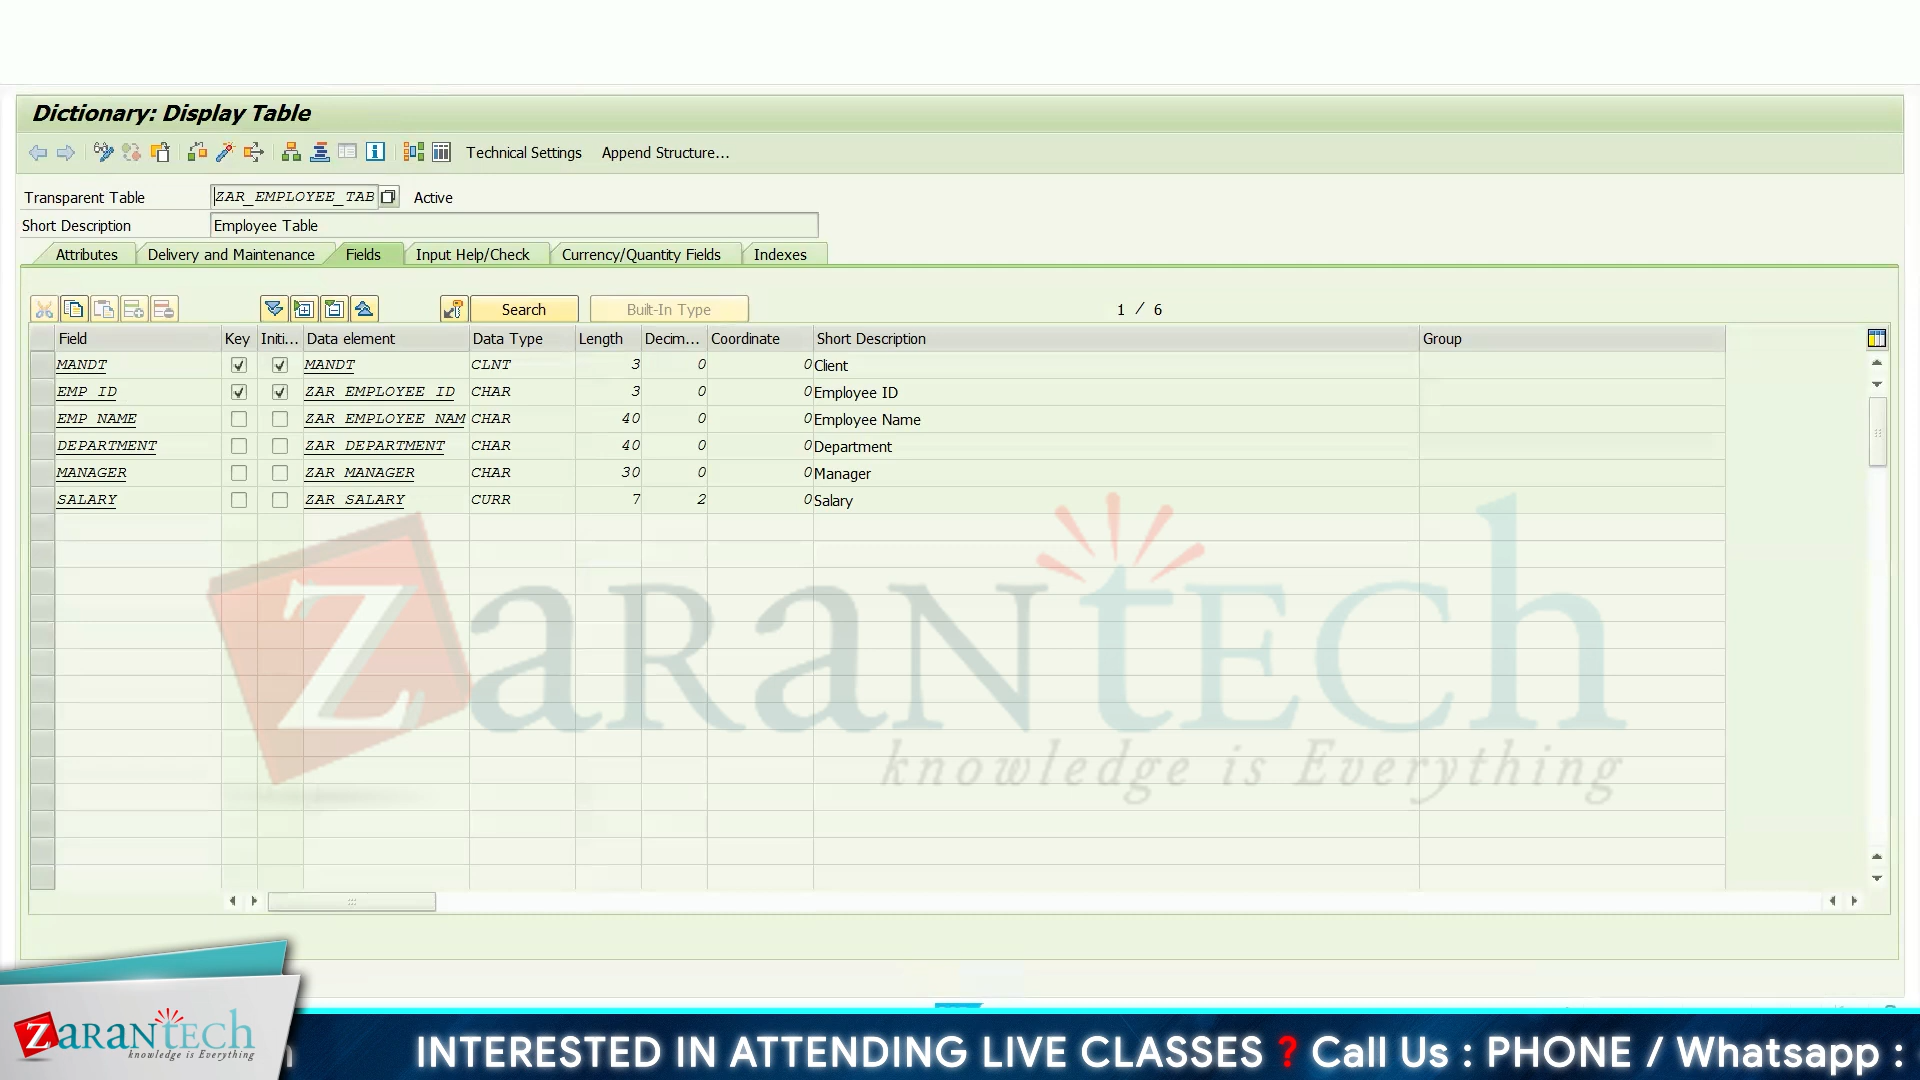 Dictionary: Display Table
Technical Settings Append Structure...
Transparent Table ZAR_EMPLOYEE_TAB Active
Short Description Employee Table
Attributes Delivery and Maintenance Fields Input Help/Check Currency/Quantity Fields Indexes
Search Built-In Type 1 / 6
Field Key Initi... Data element Data Type Length Decim... Coordinate Short Description Group
MANDT MANDT CLNT 3 0 0 Client
EMP_ID ZAR_EMPLOYEE_ID CHAR 3 0 0 Employee ID
EMP_NAME ZAR_EMPLOYEE_NAM CHAR 40 0 0 Employee Name
DEPARTMENT ZAR_DEPARTMENT CHAR 40 0 0 Department
MANAGER ZAR_MANAGER CHAR 30 0 0 Manager
SALARY ZAR_SALARY CURR 7 2 0 Salary
ZaranTech
knowledge is Everything
ZaranTech
knowledge is Everything
INTERESTED IN ATTENDING LIVE CLASSES ? Call Us : PHONE / Whatsapp :